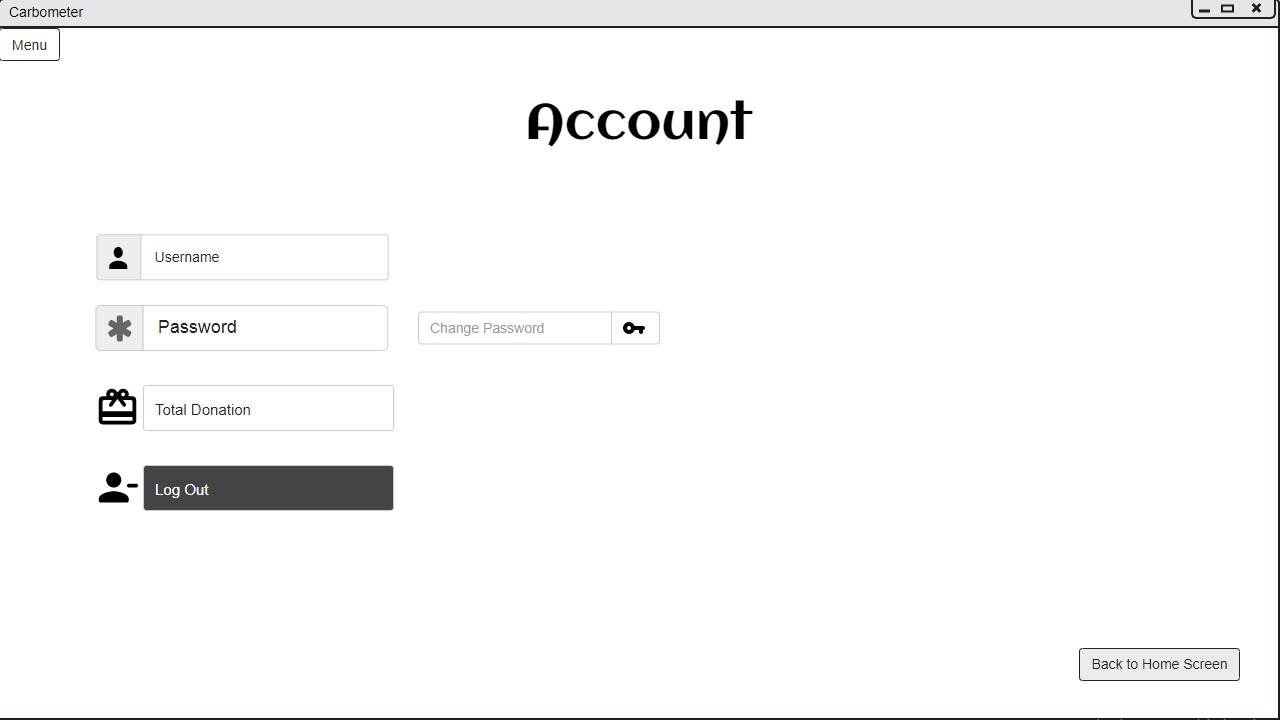 Carbometer
Menu
Account
Username
Password
Change Password
Total Donation
Log Out
Back to Home Screen